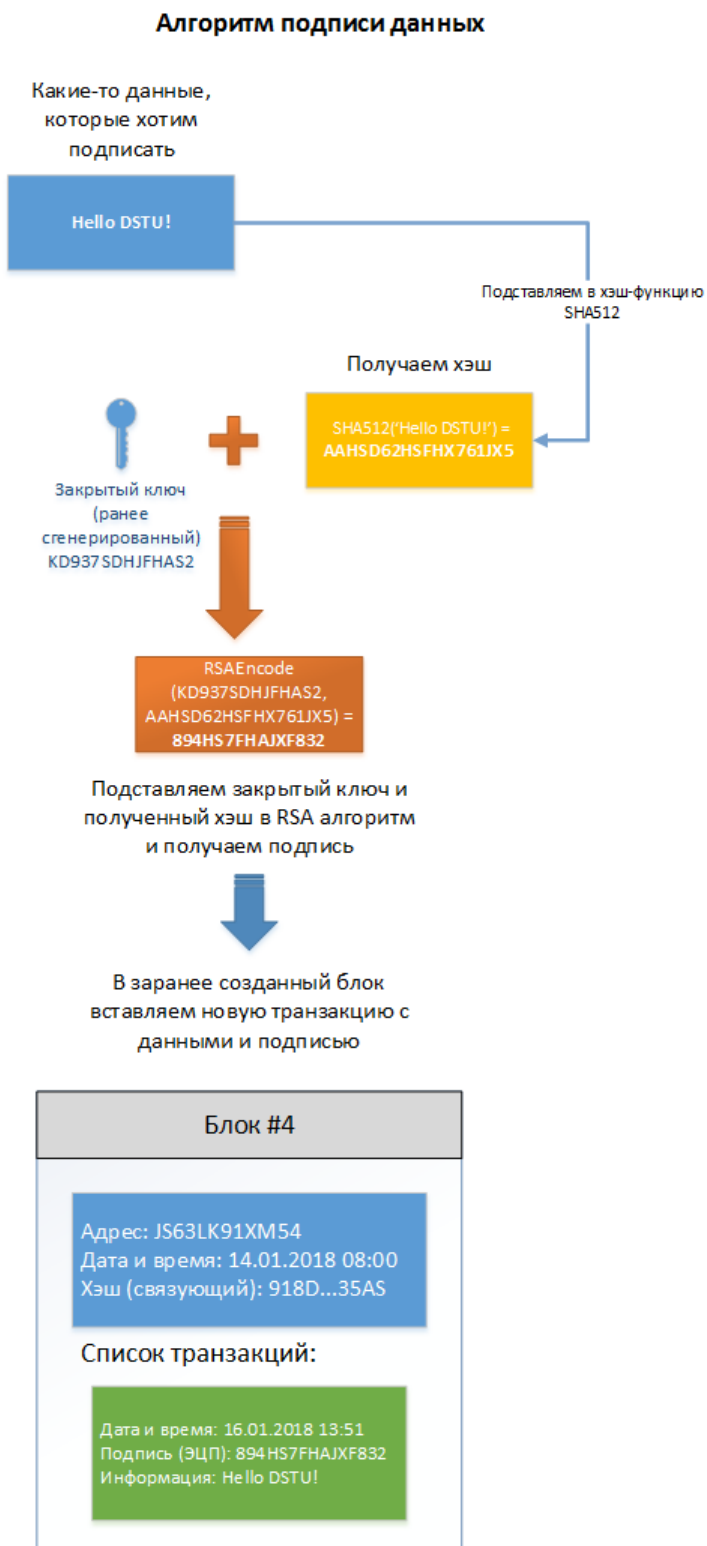 Алгоритм подписи данных
Какие-то данные,
которые хотим
подписать
Hello DSTU!
Подставляем в хэш-функцию
SHA512
Получаем хэш
SHA512('Hello DSTU!') =
AAHSD62HSFHX761JX5
Закрытый ключ
(ранее
сгенерированный)
KD937SDHJFHAS2
RSAEncode
(KD937SDHJFHAS2,
AAHSD62HSFHX761JX5) =
894HS7FHAJXF832
Подставляем закрытый ключ и
полученный хэш в RSA алгоритм
и получаем подпись
В заранее созданный блок
вставляем новую транзакцию с
данными и подписью
Блок #4
Адрес: JS63LK91XM54
Дата и время: 14.01.2018 08:00
Хэш (связующий): 918D...35AS
Список транзакций:
Дата и время: 16.01.2018 13:51
Подпись (ЭЦП): 894HS7FHAJXF832
Информация: Hello DSTU!